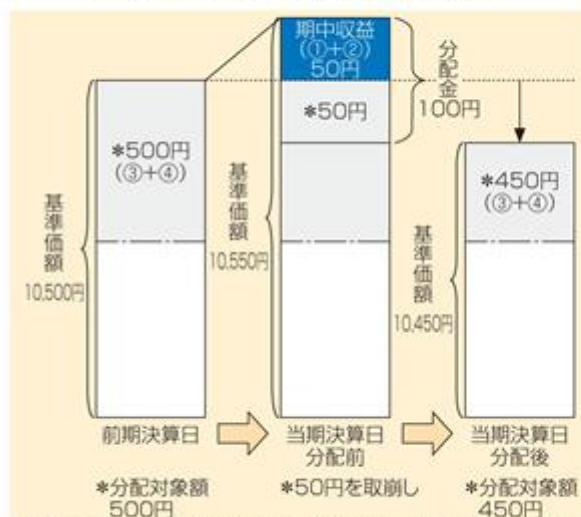 期中収益
(①+②)
50円
*50円
分配金
100円
*500円
(③+④)
*450円
(③+④)
基準価額
10,500円
基準価額
10,550円
基準価額
10,450円
前期決算日
当期決算日
分配前
当期決算日
分配後
*分配対象額
500円
*50円を取崩し
*分配対象額
450円